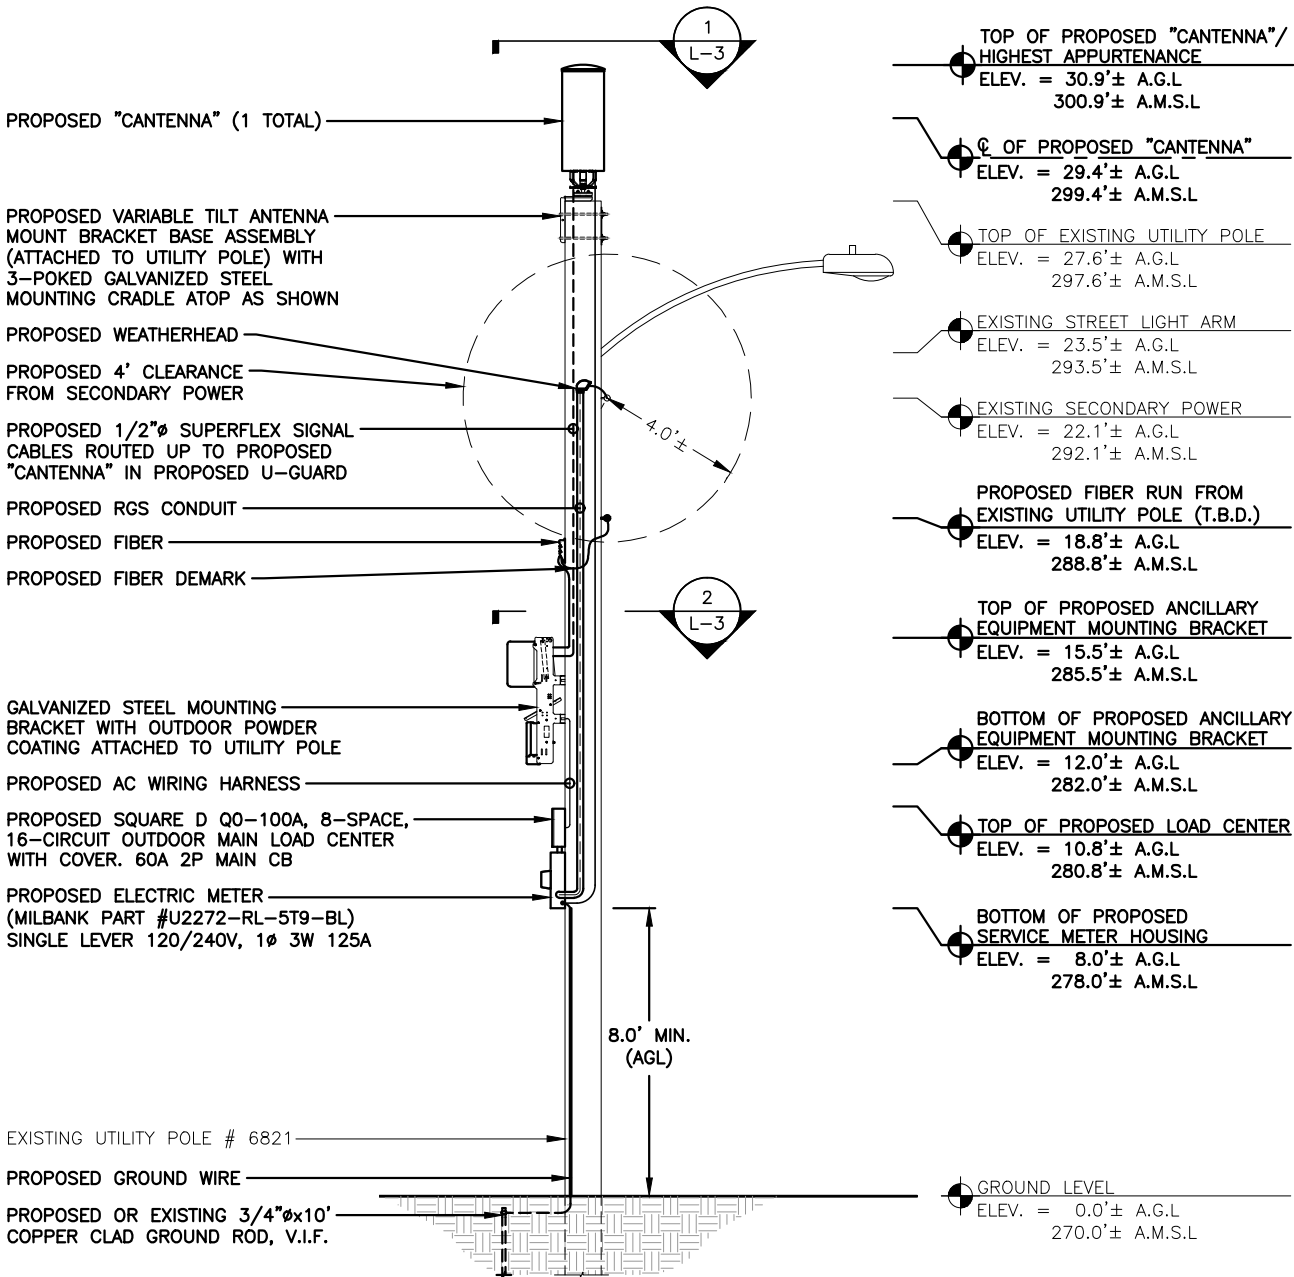 1
L-3
PROPOSED "CANTENNA" (1 TOTAL)
PROPOSED VARIABLE TILT ANTENNA
MOUNT BRACKET BASE ASSEMBLY
(ATTACHED TO UTILITY POLE) WITH
3-POKED GALVANIZED STEEL
MOUNTING CRADLE ATOP AS SHOWN
PROPOSED WEATHERHEAD
PROPOSED 4' CLEARANCE
FROM SECONDARY POWER
PROPOSED 1/2"ø SUPERFLEX SIGNAL
CABLES ROUTED UP TO PROPOSED
"CANTENNA" IN PROPOSED U-GUARD
PROPOSED RGS CONDUIT
PROPOSED FIBER
PROPOSED FIBER DEMARK
4.0'±
2
L-3
GALVANIZED STEEL MOUNTING
BRACKET WITH OUTDOOR POWDER
COATING ATTACHED TO UTILITY POLE
PROPOSED AC WIRING HARNESS
PROPOSED SQUARE D Q0-100A, 8-SPACE,
16-CIRCUIT OUTDOOR MAIN LOAD CENTER
WITH COVER. 60A 2P MAIN CB
PROPOSED ELECTRIC METER
(MILBANK PART #U2272-RL-5T9-BL)
SINGLE LEVER 120/240V, 1ø 3W 125A
8.0' MIN.
(AGL)
EXISTING UTILITY POLE # 6821
PROPOSED GROUND WIRE
PROPOSED OR EXISTING 3/4"øx10'
COPPER CLAD GROUND ROD, V.I.F.
TOP OF PROPOSED "CANTENNA"/
HIGHEST APPURTENANCE
ELEV. = 30.9'± A.G.L
300.9'± A.M.S.L
℄ OF PROPOSED "CANTENNA"
ELEV. = 29.4'± A.G.L
299.4'± A.M.S.L
TOP OF EXISTING UTILITY POLE
ELEV. = 27.6'± A.G.L
297.6'± A.M.S.L
EXISTING STREET LIGHT ARM
ELEV. = 23.5'± A.G.L
293.5'± A.M.S.L
EXISTING SECONDARY POWER
ELEV. = 22.1'± A.G.L
292.1'± A.M.S.L
PROPOSED FIBER RUN FROM
EXISTING UTILITY POLE (T.B.D.)
ELEV. = 18.8'± A.G.L
288.8'± A.M.S.L
TOP OF PROPOSED ANCILLARY
EQUIPMENT MOUNTING BRACKET
ELEV. = 15.5'± A.G.L
285.5'± A.M.S.L
BOTTOM OF PROPOSED ANCILLARY
EQUIPMENT MOUNTING BRACKET
ELEV. = 12.0'± A.G.L
282.0'± A.M.S.L
TOP OF PROPOSED LOAD CENTER
ELEV. = 10.8'± A.G.L
280.8'± A.M.S.L
BOTTOM OF PROPOSED
SERVICE METER HOUSING
ELEV. = 8.0'± A.G.L
278.0'± A.M.S.L
GROUND LEVEL
ELEV. = 0.0'± A.G.L
270.0'± A.M.S.L